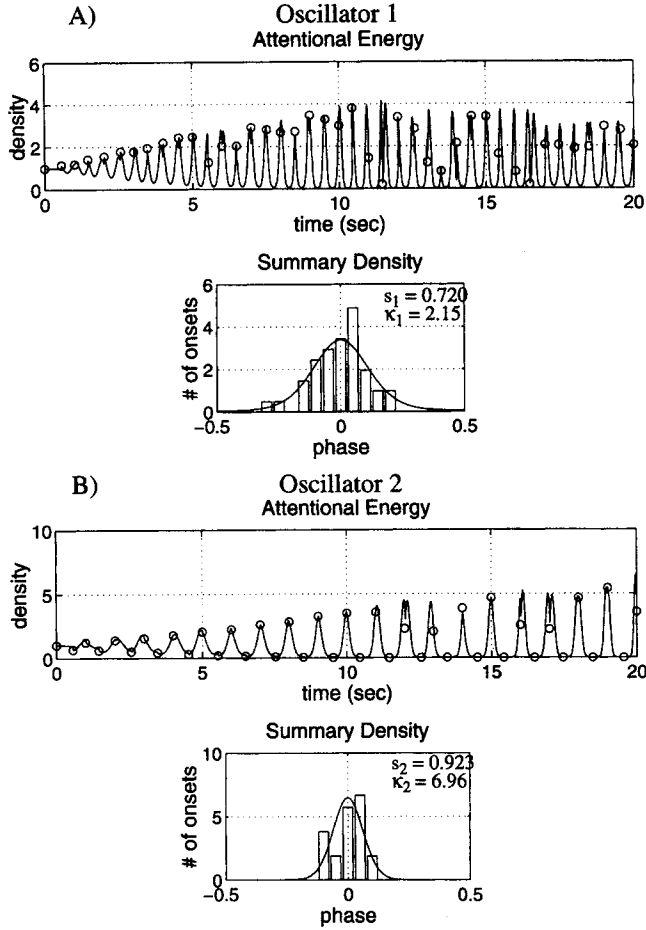 A)
Oscillator 1
Attentional Energy
density
6
4
2
0
0
5
10
15
20
time (sec)
Summary Density
# of onsets
6
4
2
0
s₁ = 0.720
κ₁ = 2.15
−0.5
0
0.5
phase
B)
Oscillator 2
Attentional Energy
density
10
5
0
0
5
10
15
20
time (sec)
Summary Density
# of onsets
10
5
0
s₂ = 0.923
κ₂ = 6.96
−0.5
0
0.5
phase